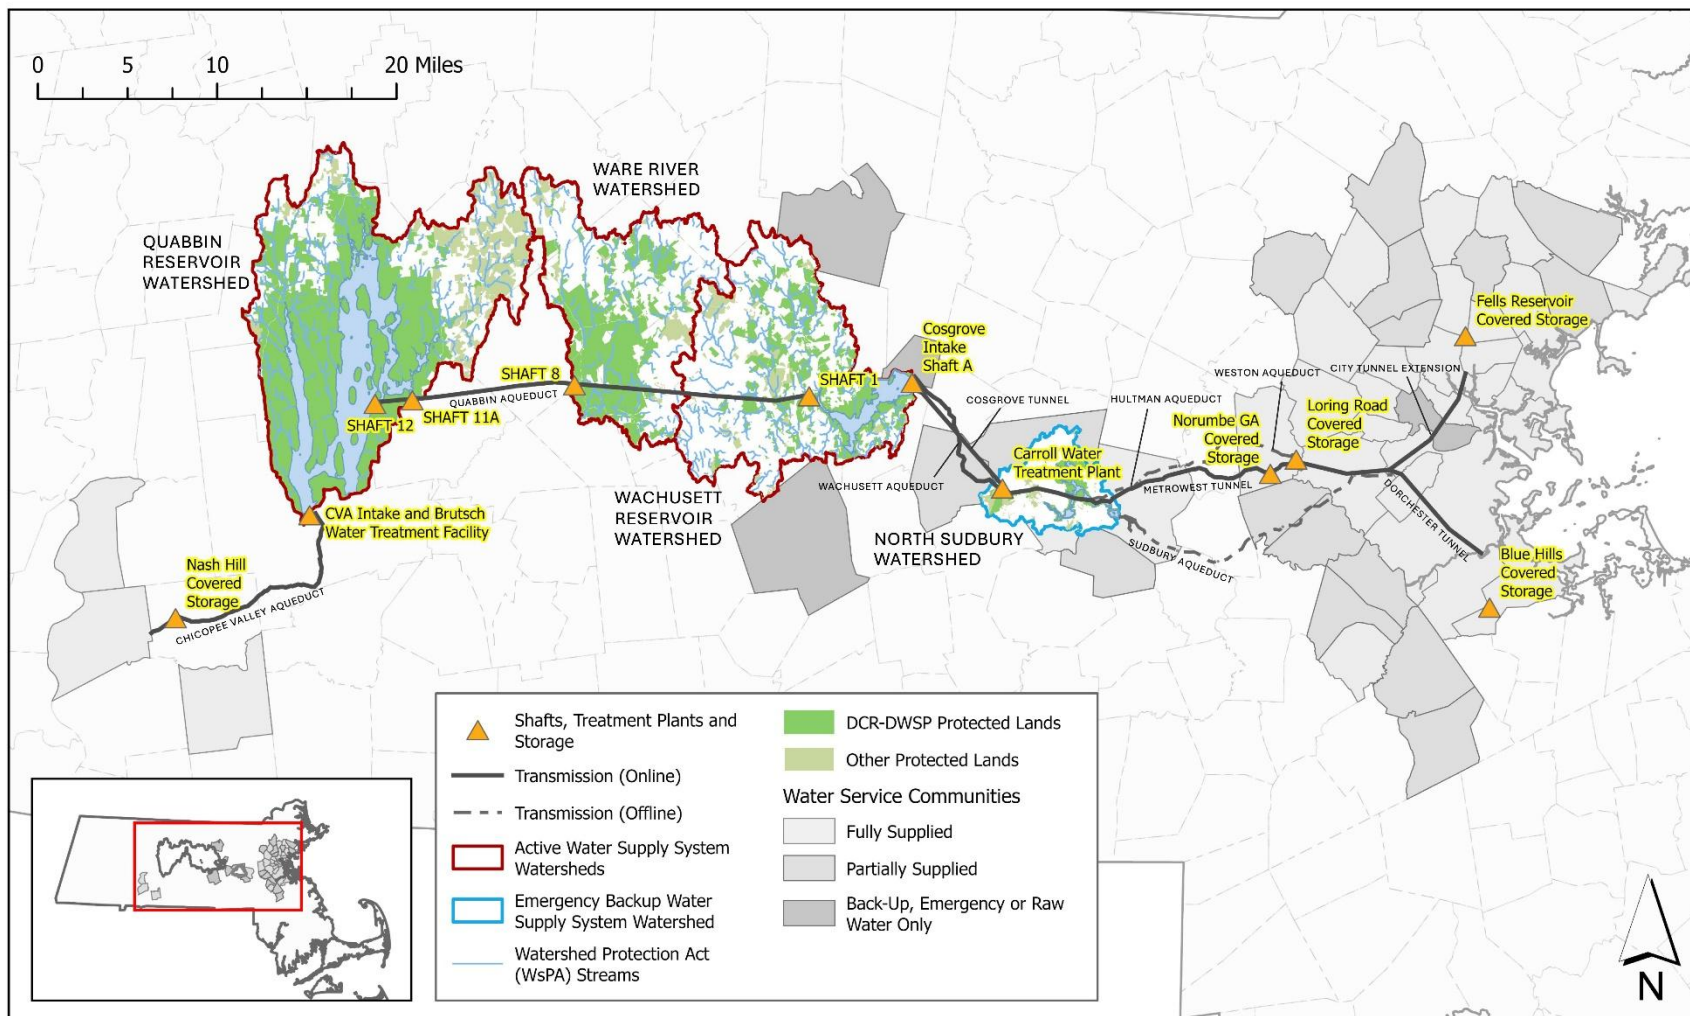 0 5 10 20 Miles
WARE RIVER
WATERSHED
QUABBIN
RESERVOIR
WATERSHED
Fells Reservoir
Covered Storage
Cosgrove
Intake
Shaft A
SHAFT 8
SHAFT 1
QUABBIN AQUEDUCT
SHAFT 12
SHAFT 11A
WESTON AQUEDUCT
CITY TUNNEL EXTENSION
COSGROVE TUNNEL
HULTMAN AQUEDUCT
Norumbe GA
Covered
Storage
Loring Road
Covered
Storage
Carroll Water
Treatment Plant
WACHUSETT AQUEDUCT
METROWEST TUNNEL
DORCHESTER TUNNEL
WACHUSETT
RESERVOIR
WATERSHED
CVA Intake and Brutsch
Water Treatment Facility
NORTH SUDBURY
WATERSHED
SUDBURY AQUEDUCT
Blue Hills
Covered
Storage
Nash Hill
Covered
Storage
CHICOPEE VALLEY AQUEDUCT
Shafts, Treatment Plants and
Storage
Transmission (Online)
Transmission (Offline)
Active Water Supply System
Watersheds
Emergency Backup Water
Supply System Watershed
Watershed Protection Act
(WsPA) Streams
DCR-DWSP Protected Lands
Other Protected Lands
Water Service Communities
Fully Supplied
Partially Supplied
Back-Up, Emergency or Raw
Water Only
N